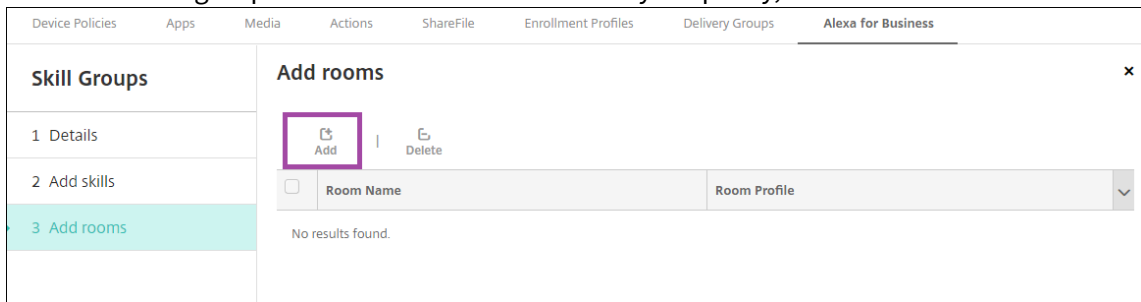 Device Policies Apps Media Actions ShareFile Enrollment Profiles Delivery Groups Alexa for Business
Skill Groups
1 Details
2 Add skills
3 Add rooms
Add rooms
Add | Delete
Room Name Room Profile
No results found.